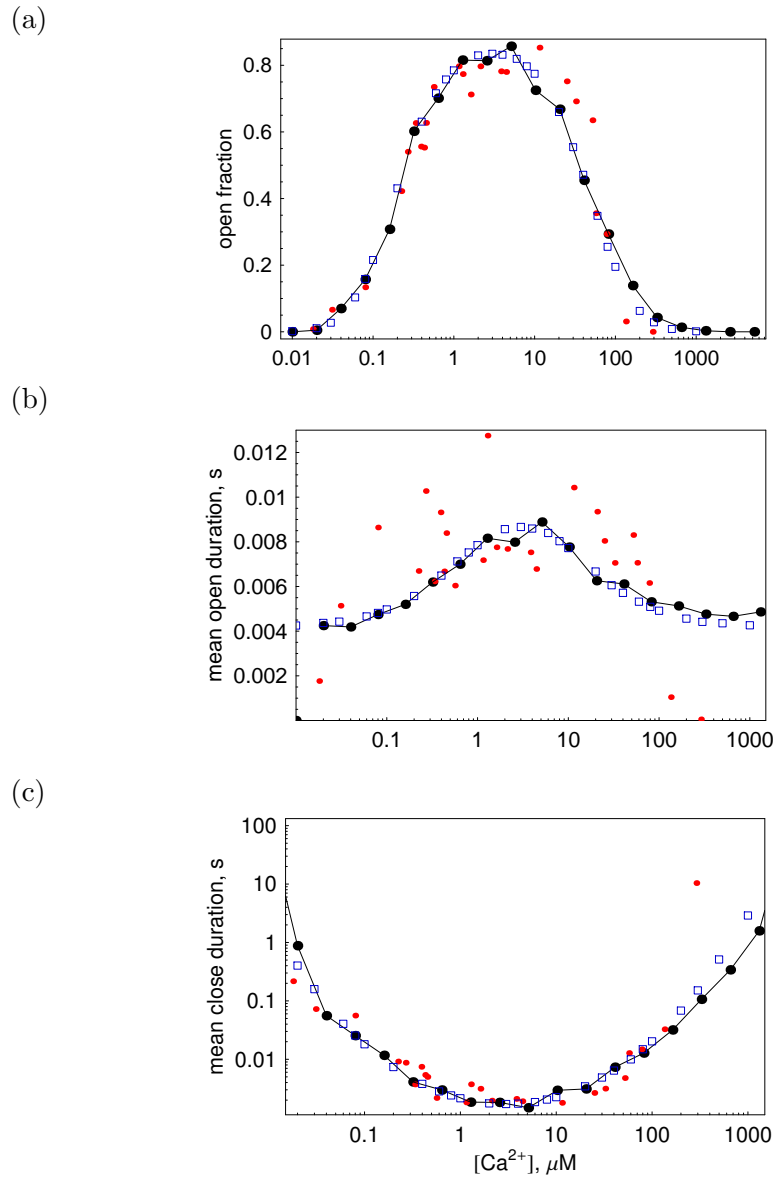 (a)
0.8
0.6
0.4
0.2
0
open fraction
0.01 0.1 1 10 100 1000
(b)
0.012
0.01
0.008
0.006
0.004
0.002
mean open duration, s
0.1 1 10 100 1000
(c)
100
10
1
0.1
0.01
mean close duration, s
0.1 1 10 100 1000
[Ca²⁺], μM